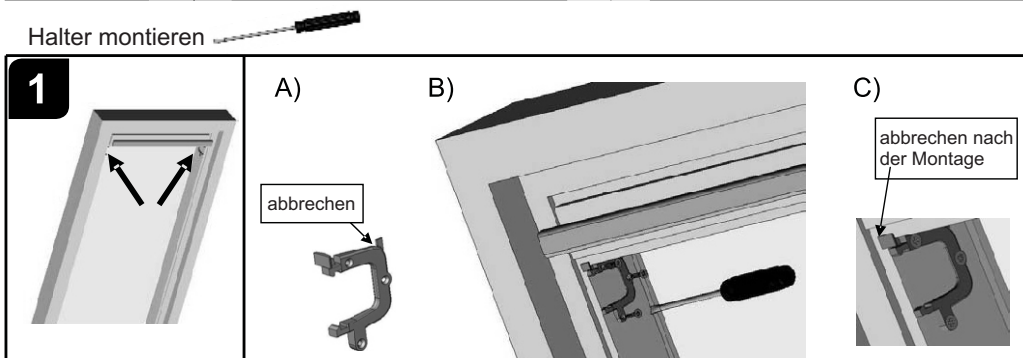 Halter montieren
1
A)
B)
C)
abbrechen
abbrechen nach
der Montage